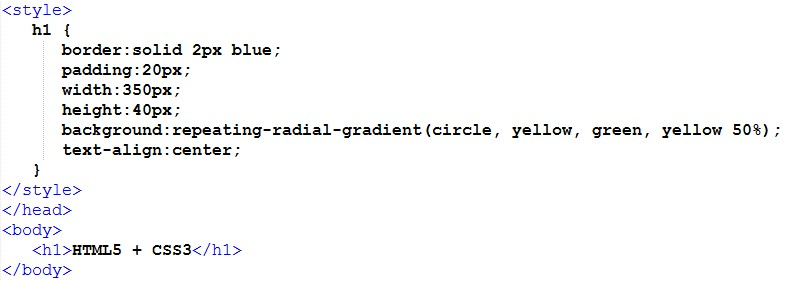 <style>
h1 {
border:solid 2px blue;
padding:20px;
width:350px;
height:40px;
background:repeating-radial-gradient(circle, yellow, green, yellow 50%);
text-align:center;
}
</style>
</head>
<body>
<h1>HTML5 + CSS3</h1>
</body>